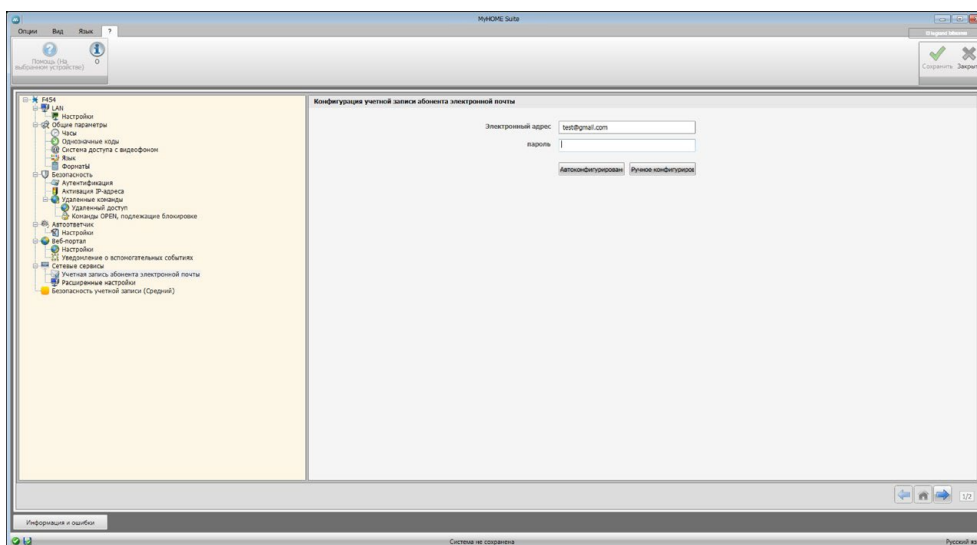 MyHOME Suite
Опции Вид Язык ?
Помощь (На выбранное устройство)
О
Сохранить Закрыт
F454
LAN
Настройки
Общие параметры
Часы
Однозначные коды
Система доступа с видеофоном
Язык
Форматы
Безопасность
Аутентификация
Активация IP-адреса
Удаленные команды
Удаленный доступ
Команды OPEN, подлежащие блокировке
Автоответчик
Настройки
Веб-портал
Настройки
Уведомление о вспомогательных событиях
Сетевые сервисы
Учетная запись абонента электронной почты
Расширенные настройки
Безопасность учетной записи (Средний)
Конфигурация учетной записи абонента электронной почты
Электронный адрес test@gmail.com
пароль
Автоконфигурирован Ручное конфигуриров
1/2
Информация и ошибки
Система не сохранена
Русский яз